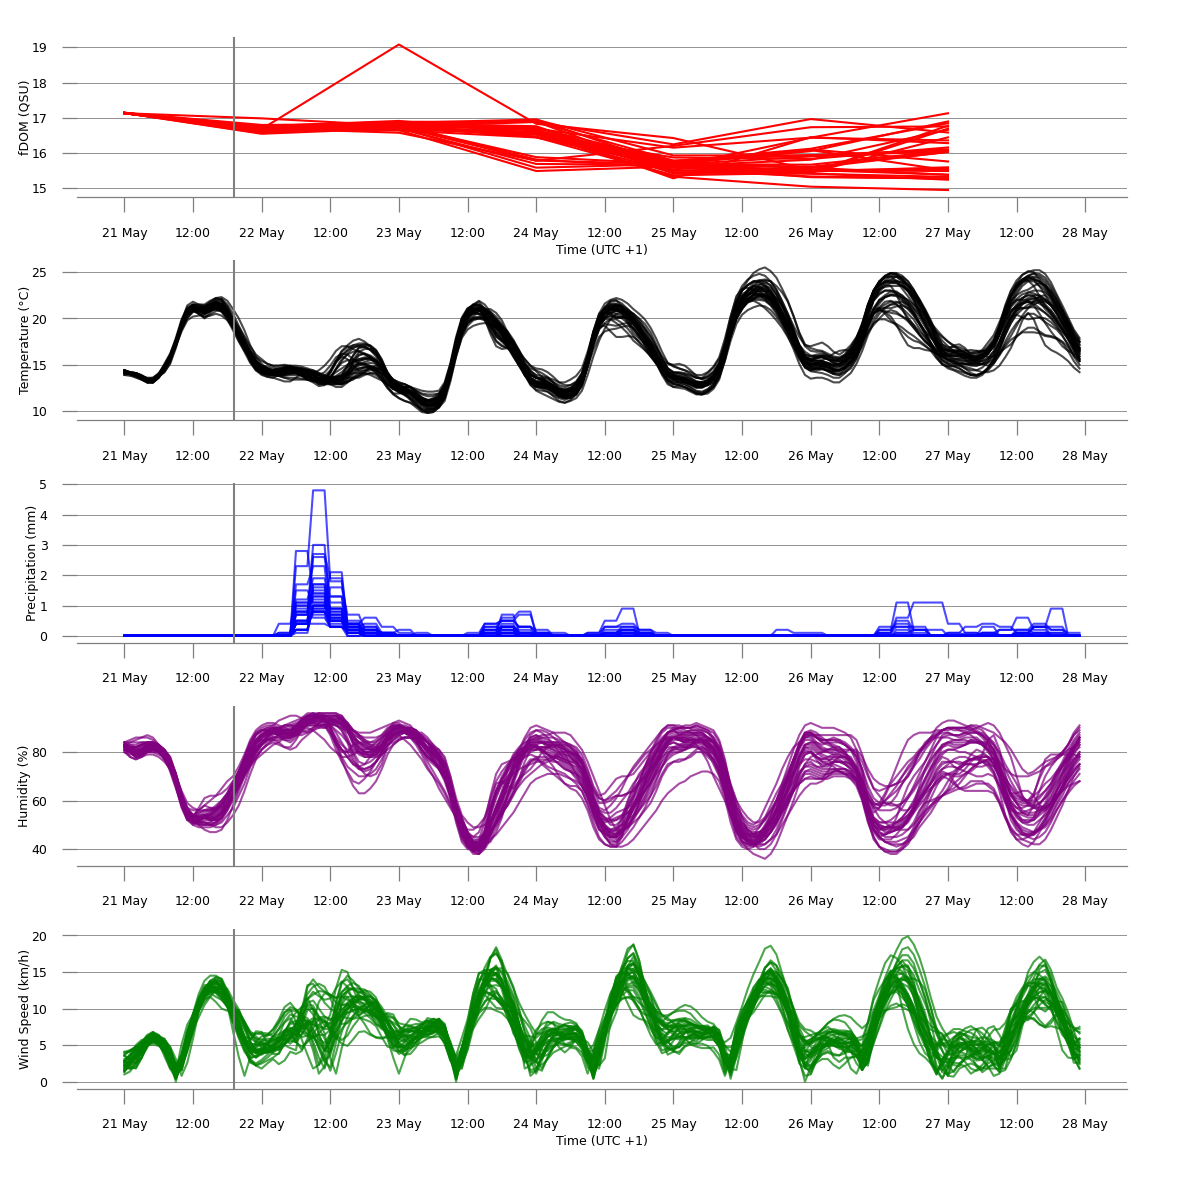 fDOM (QSU)
19
18
17
16
15
21 May 12:00 22 May 12:00 23 May 12:00 24 May 12:00 25 May 12:00 26 May 12:00 27 May 12:00 28 May
Time (UTC +1)
Temperature (°C)
25
20
15
10
21 May 12:00 22 May 12:00 23 May 12:00 24 May 12:00 25 May 12:00 26 May 12:00 27 May 12:00 28 May
Precipitation (mm)
5
4
3
2
1
0
21 May 12:00 22 May 12:00 23 May 12:00 24 May 12:00 25 May 12:00 26 May 12:00 27 May 12:00 28 May
Humidity (%)
80
60
40
21 May 12:00 22 May 12:00 23 May 12:00 24 May 12:00 25 May 12:00 26 May 12:00 27 May 12:00 28 May
Wind Speed (km/h)
20
15
10
5
0
21 May 12:00 22 May 12:00 23 May 12:00 24 May 12:00 25 May 12:00 26 May 12:00 27 May 12:00 28 May
Time (UTC +1)